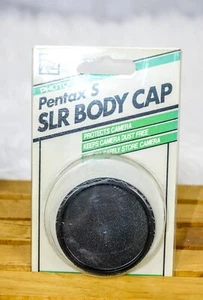 Pentax S
SLR BODY CAP
PROTECTS CAMERA
KEEPS CAMERA DUST FREE
STORE CAMERA